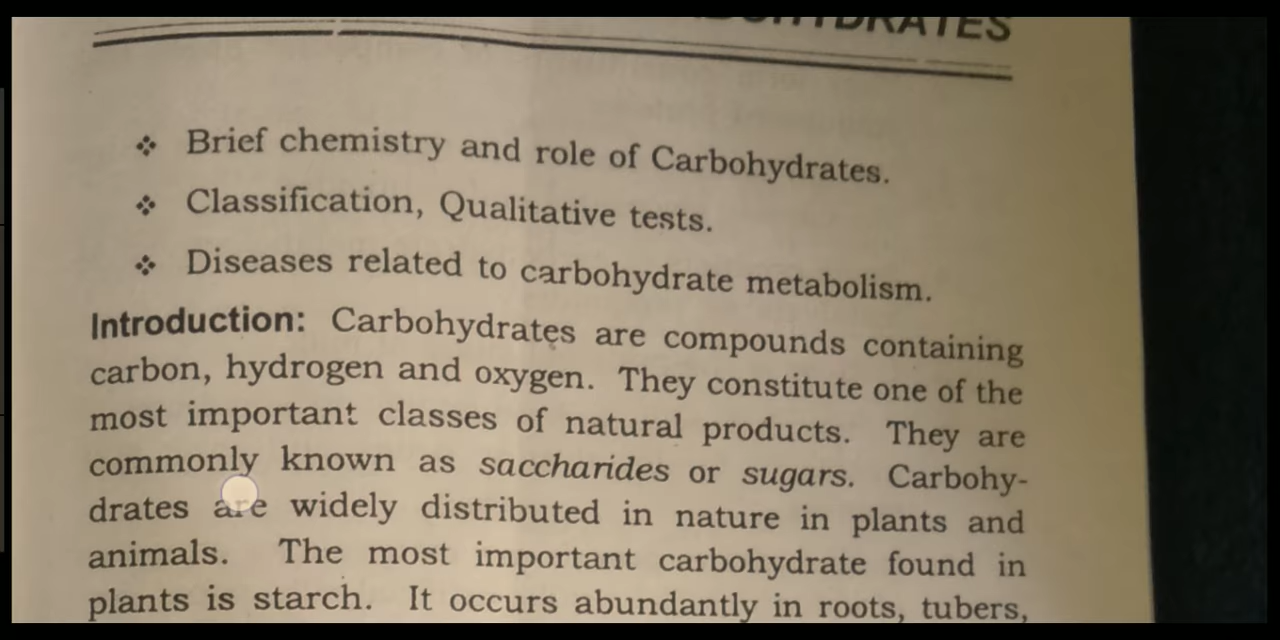 Brief chemistry and role of Carbohydrates.
Classification, Qualitative tests.
Diseases related to carbohydrate metabolism.
Introduction: Carbohydrates are compounds containing
carbon, hydrogen and oxygen. They constitute one of the
most important classes of natural products. They are
commonly known as saccharides or sugars. Carbohy-
drates are widely distributed in nature in plants and
animals. The most important carbohydrate found in
plants is starch. It occurs abundantly in roots, tubers,